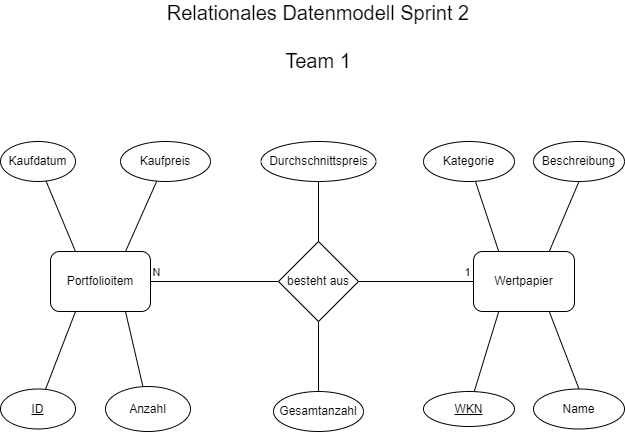 Relationales Datenmodell Sprint 2
Team 1
Kaufdatum
Kaufpreis
Durchschnittspreis
Kategorie
Beschreibung
Portfolioitem
N
besteht aus
1
Wertpapier
ID
Anzahl
Gesamtanzahl
WKN
Name